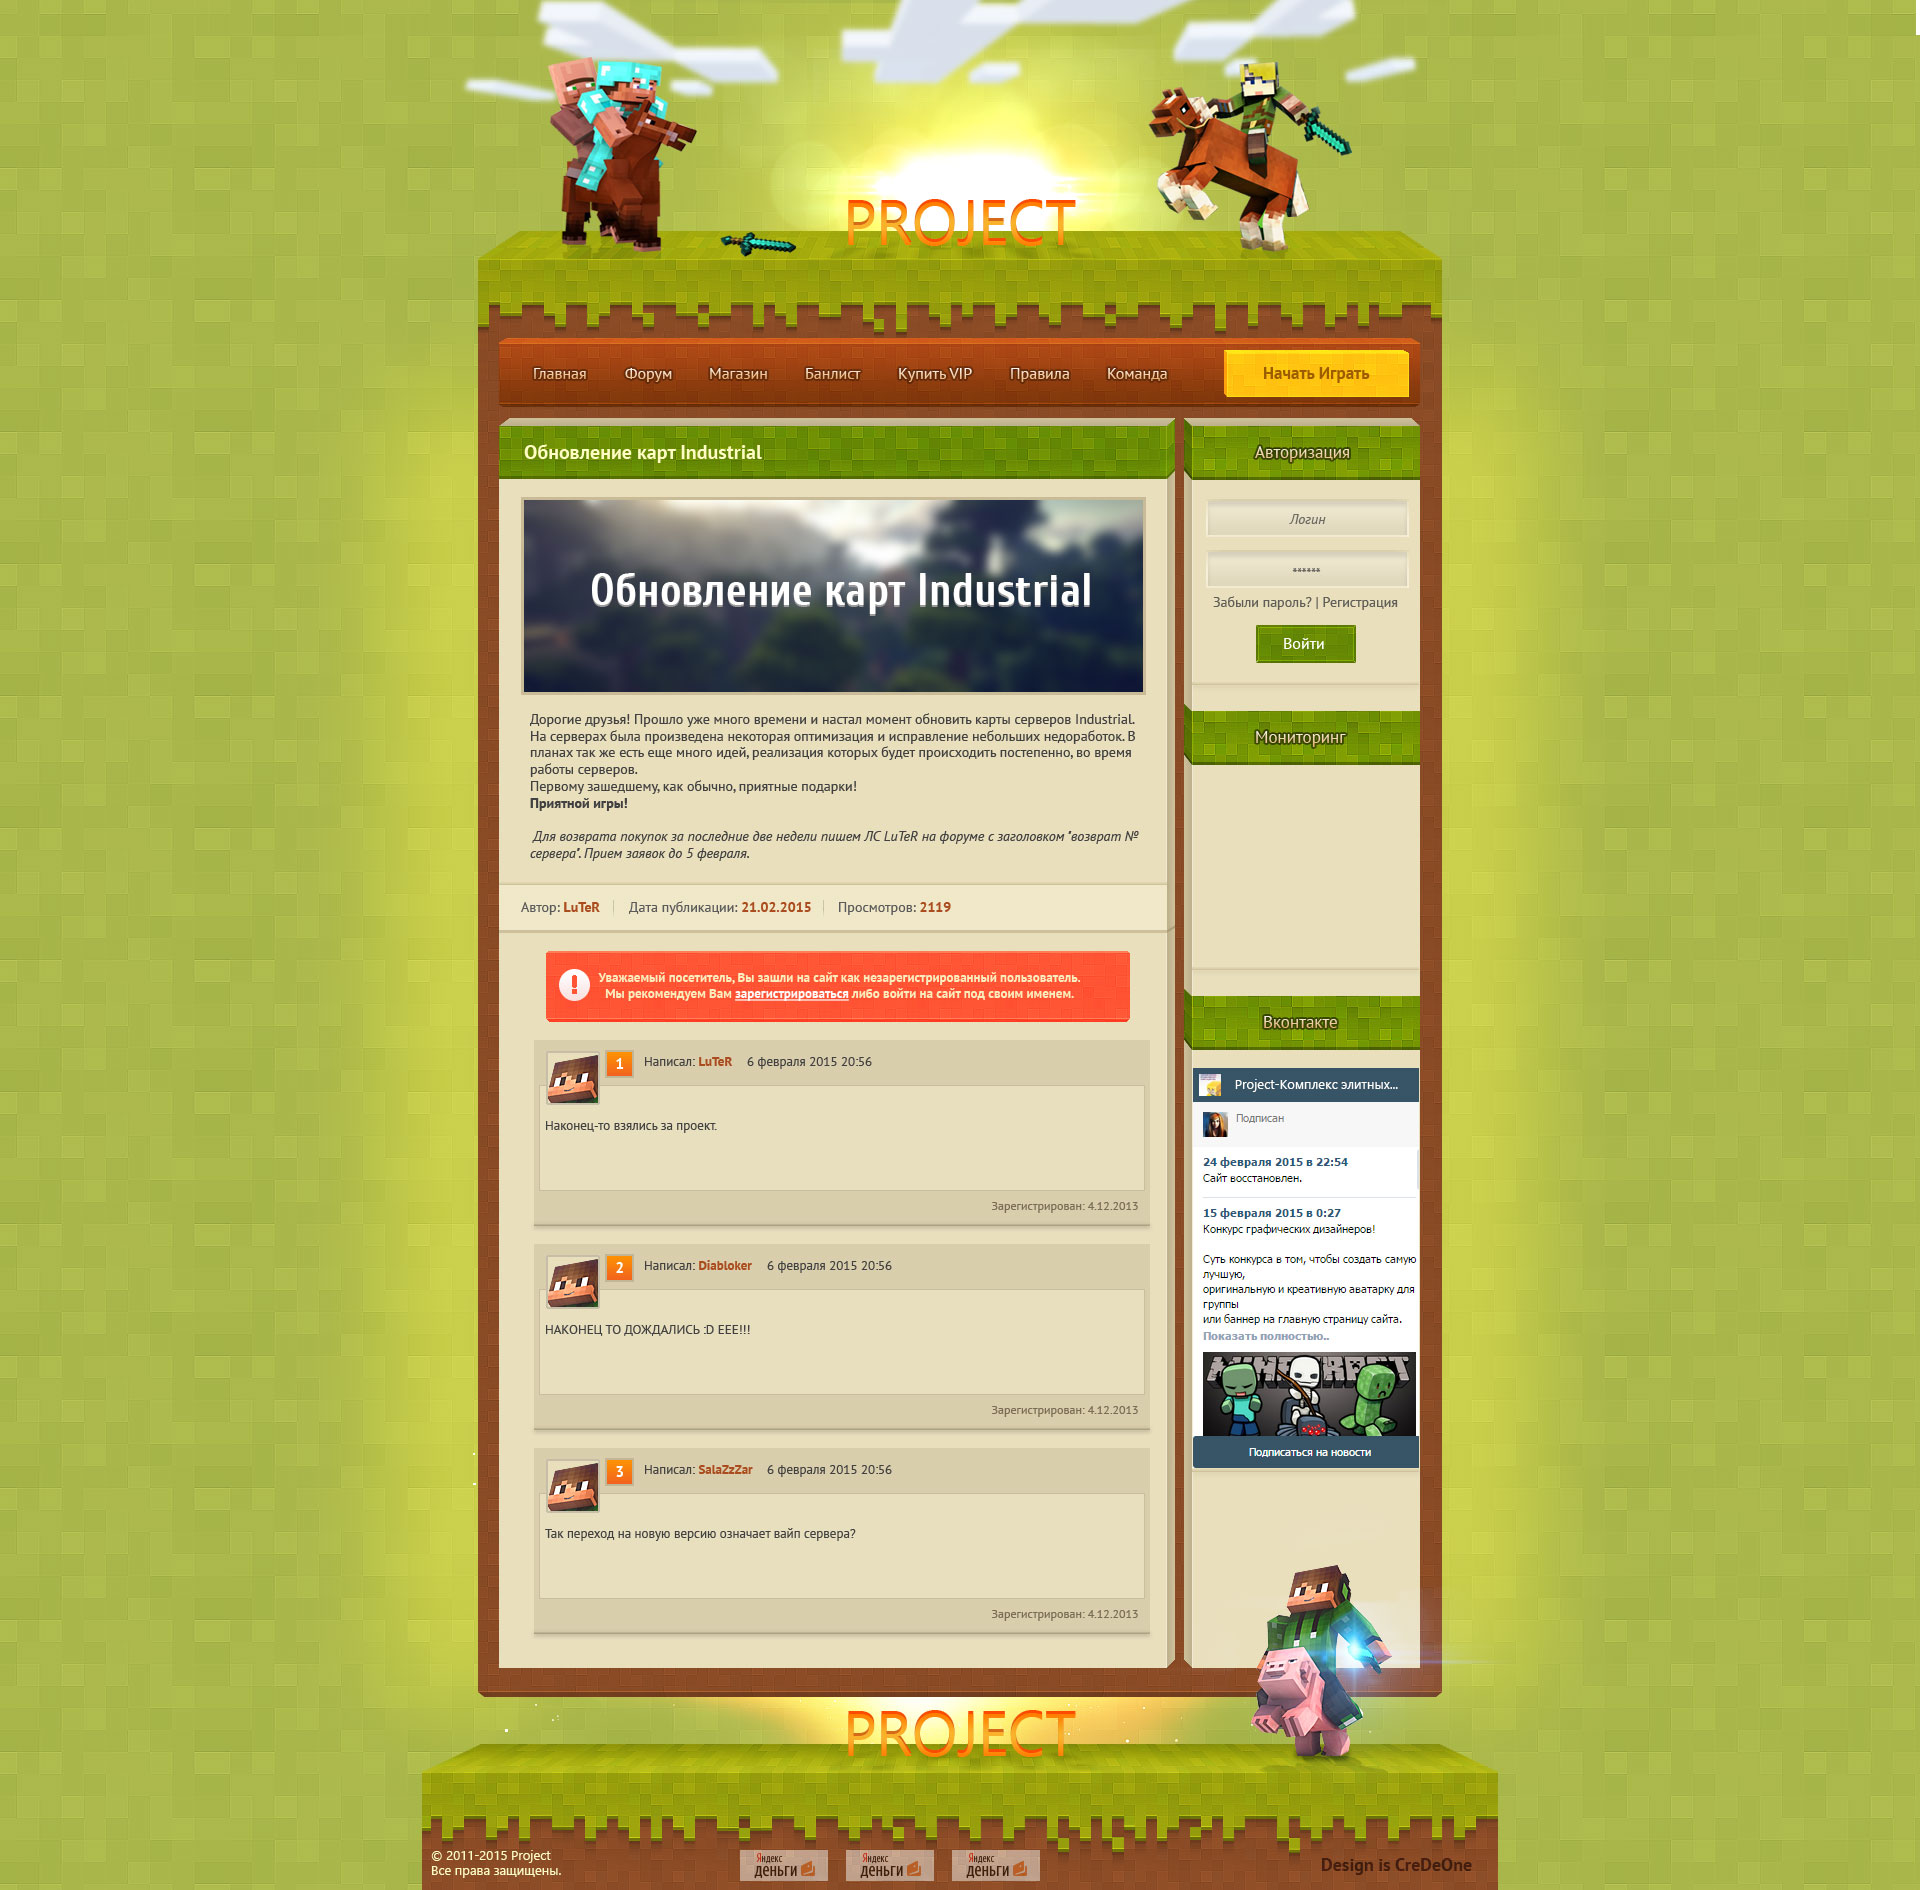 PROJECT
Главная Форум Магазин Банлист Купить VIP Правила Команда Начать Играть
Обновление карт Industrial
Обновление карт Industrial
Дорогие друзья! Прошло уже много времени и настал момент обновить карты серверов Industrial.
На серверах была произведена некоторая оптимизация и исправление небольших недоработок. В
планах так же есть еще много идей, реализация которых будет происходить постепенно, во время
работы серверов.
Первому зашедшему, как обычно, приятные подарки!
Приятной игры!
Для возврата покупок за последние две недели пишем ЛС LuTeR на форуме с заголовком "возврат №
сервера". Прием заявок до 5 февраля.
Автор: LuTeR Дата публикации: 21.02.2015 Просмотров: 2119
Уважаемый посетитель, Вы зашли на сайт как незарегистрированный пользователь.
Мы рекомендуем Вам зарегистрироваться либо войти на сайт под своим именем.
1 Написал: LuTeR 6 февраля 2015 20:56
Наконец-то взялись за проект.
Зарегистрирован: 4.12.2013
2 Написал: Diabloker 6 февраля 2015 20:56
НАКОНЕЦ ТО ДОЖДАЛИСЬ :D ЕЕЕ!!!
Зарегистрирован: 4.12.2013
3 Написал: SalaZzZar 6 февраля 2015 20:56
Так переход на новую версию означает вайп сервера?
Зарегистрирован: 4.12.2013
Авторизация
Логин
******
Забыли пароль? | Регистрация
Войти
Мониторинг
Вконтакте
Project-Комплекс элитных...
Подписан
24 февраля 2015 в 22:54
Сайт восстановлен.
15 февраля 2015 в 0:27
Конкурс графических дизайнеров!
Суть конкурса в том, чтобы создать самую
лучшую,
оригинальную и креативную аватарку для
группы
или баннер на главную страницу сайта.
Показать полностью..
MINECRAFT
Подписаться на новости
PROJECT
© 2011-2015 Project
Все права защищены.
Яндекс Яндекс Яндекс
деньги деньги деньги
Design is CreDeOne